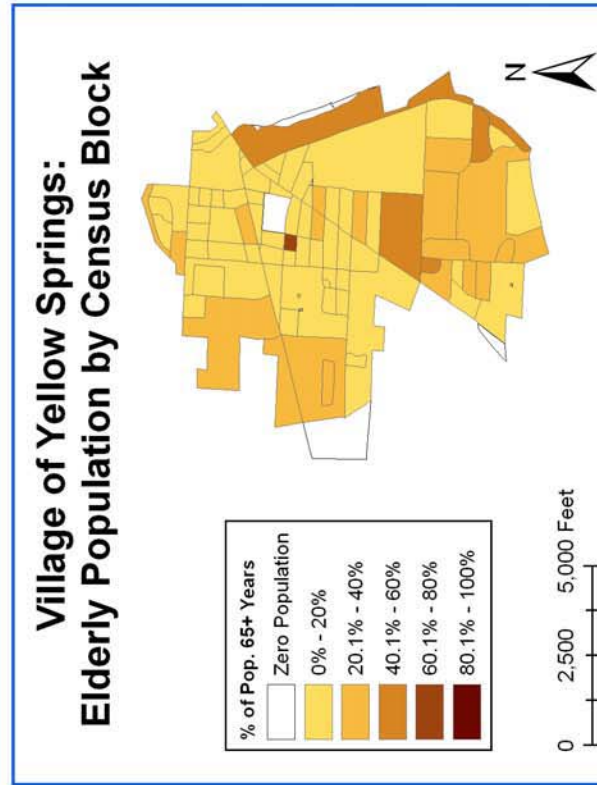 Village of Yellow Springs:
Elderly Population by Census Block
% of Pop. 65+ Years
Zero Population
0% - 20%
20.1% - 40%
40.1% - 60%
60.1% - 80%
80.1% - 100%
0 2,500 5,000 Feet
N